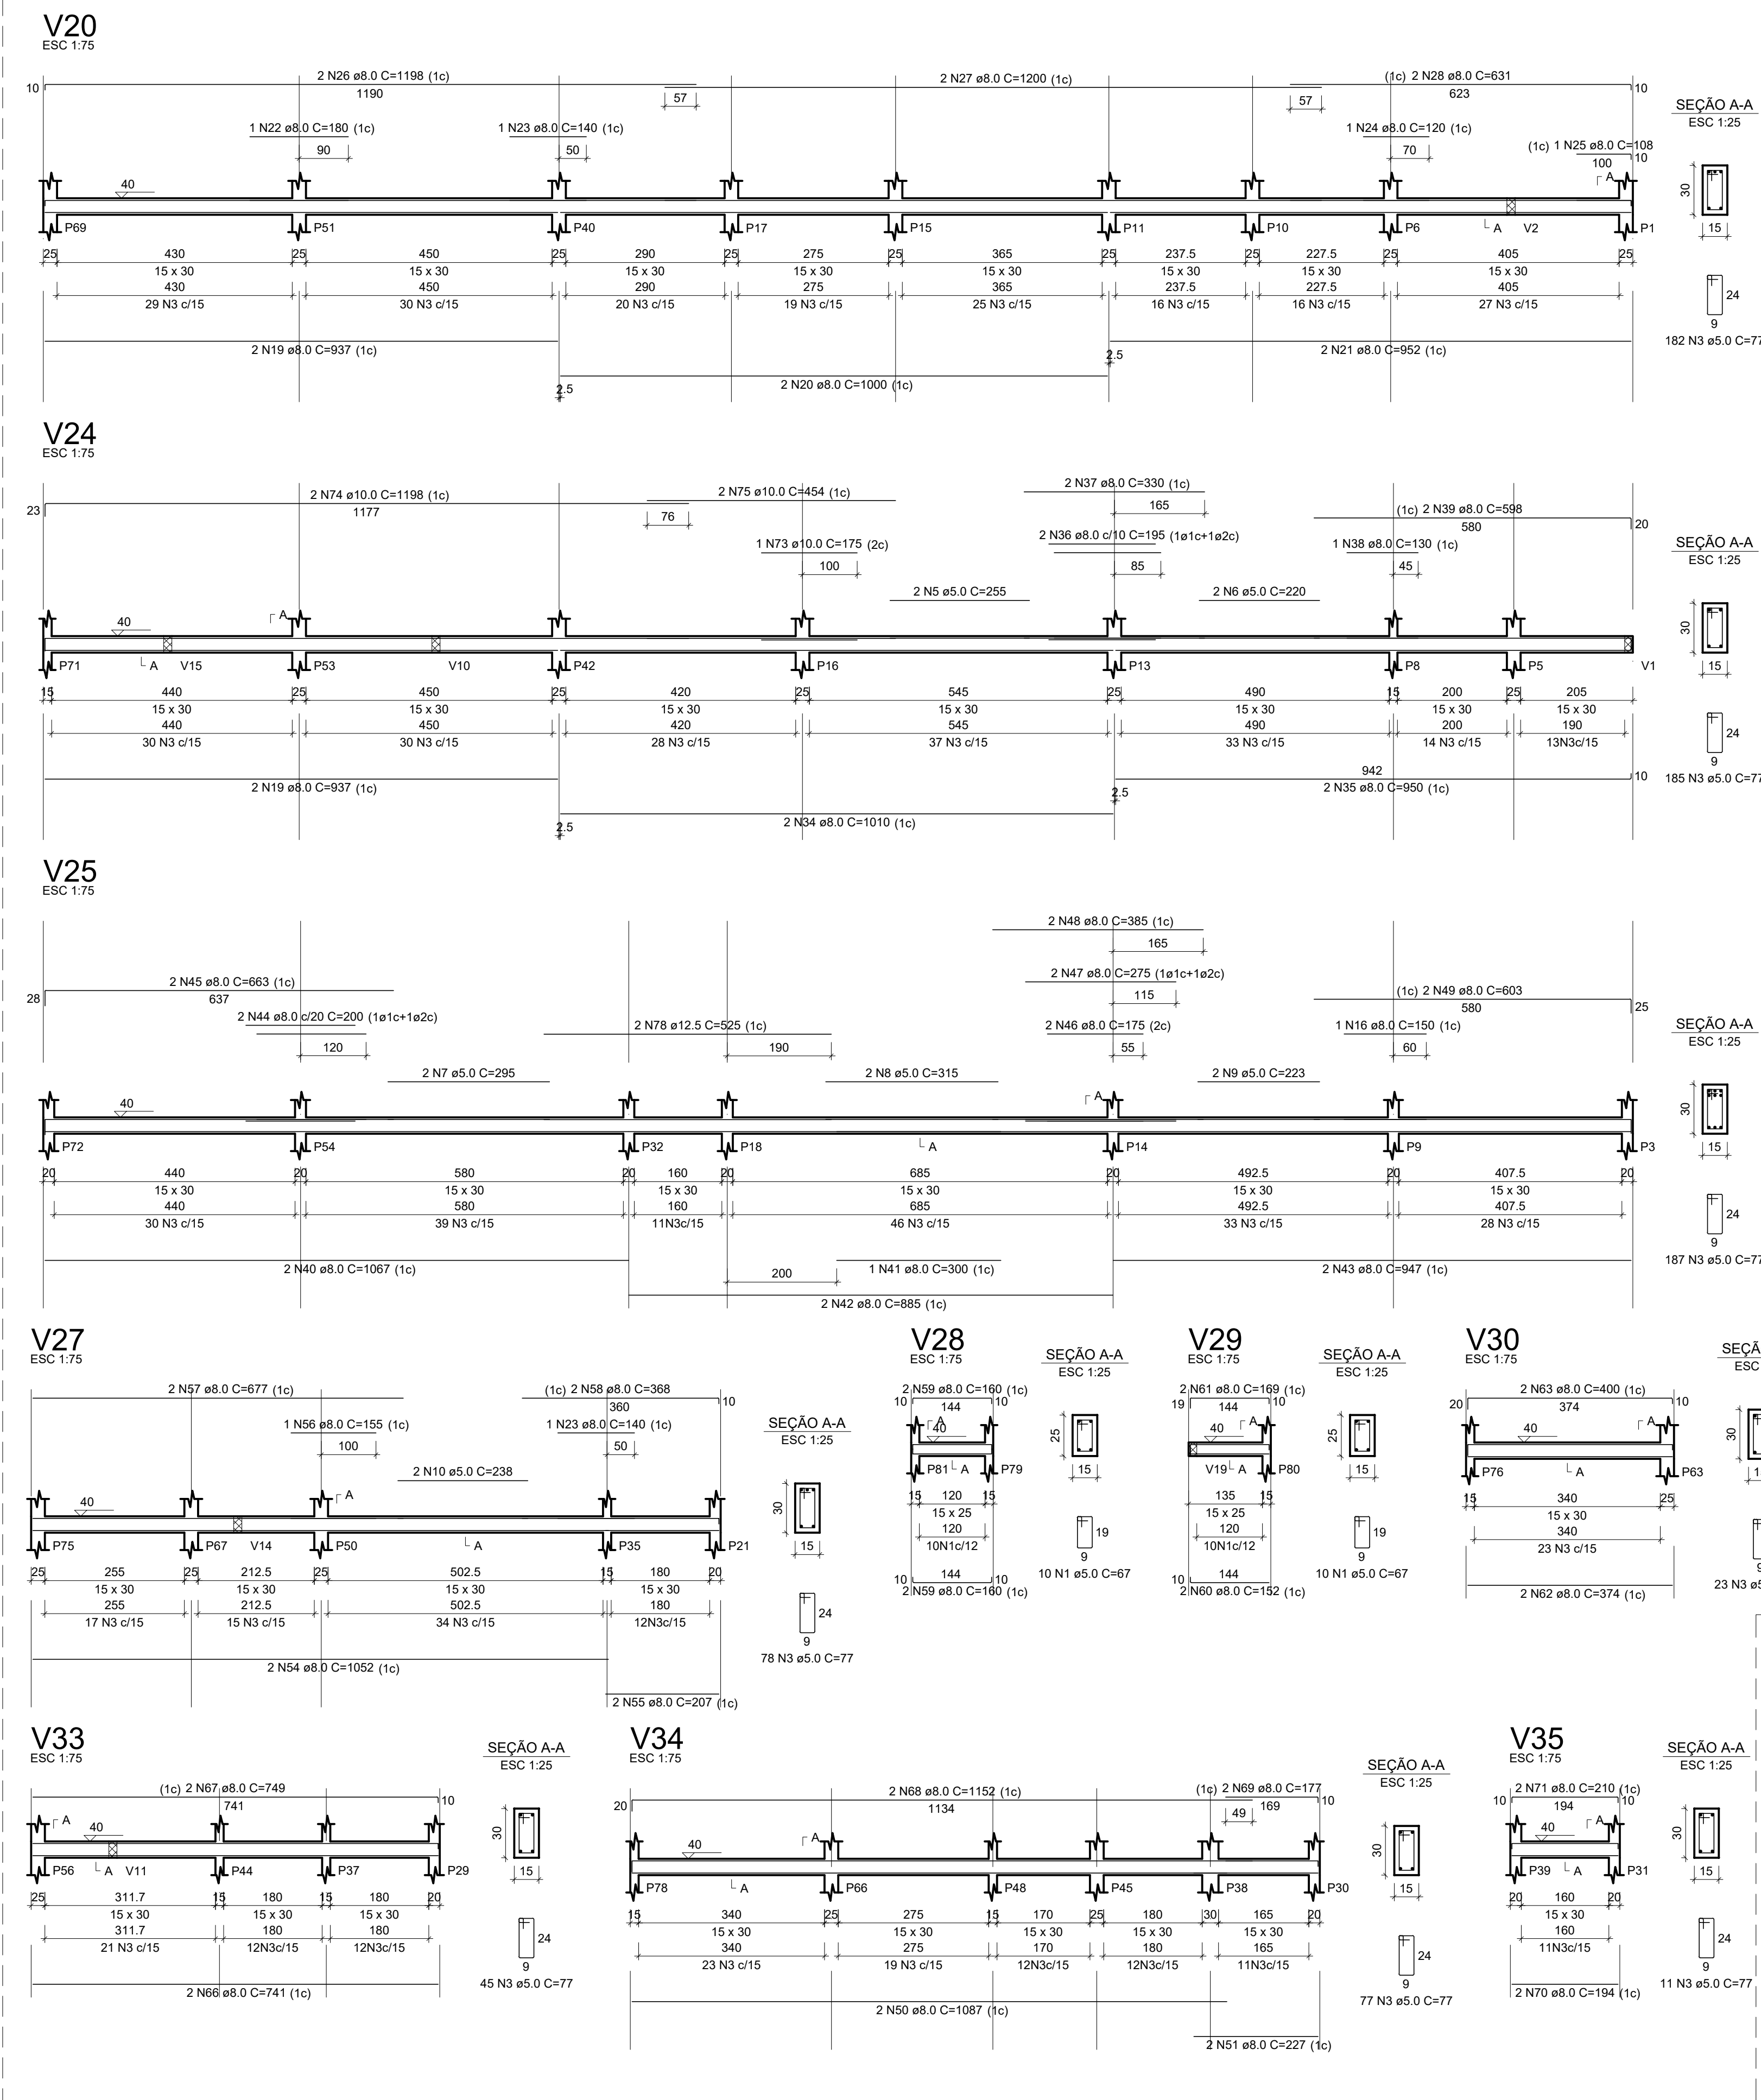 V20
ESC 1:75
2 N26 ø8.0 C=1198 (1c)
2 N27 ø8.0 C=1200 (1c)
(1c) 2 N28 ø8.0 C=631
10
1190
57
57
623
10
1 N22 ø8.0 C=180 (1c)
1 N23 ø8.0 C=140 (1c)
1 N24 ø8.0 C=120 (1c)
90
50
70
(1c) 1 N25 ø8.0 C=108
100
10
40
A
P69
P51
P40
P17
P15
P11
P10
P6
A
V2
P1
25
430
25
450
25
290
25
275
25
365
25
237.5
25
227.5
25
405
25
15 x 30
15 x 30
15 x 30
15 x 30
15 x 30
15 x 30
15 x 30
15 x 30
430
450
290
275
365
237.5
227.5
405
29 N3 c/15
30 N3 c/15
20 N3 c/15
19 N3 c/15
25 N3 c/15
16 N3 c/15
16 N3 c/15
27 N3 c/15
2 N19 ø8.0 C=937 (1c)
2 N20 ø8.0 C=1000 (1c)
2 N21 ø8.0 C=952 (1c)
2.5
2.5
SEÇÃO A-A
ESC 1:25
30
15
24
9
182 N3 ø5.0 C=77
V24
ESC 1:75
2 N74 ø10.0 C=1198 (1c)
2 N75 ø10.0 C=454 (1c)
2 N37 ø8.0 C=330 (1c)
(1c) 2 N39 ø8.0 C=598
23
1177
76
165
580
20
1 N73 ø10.0 C=175 (2c)
2 N36 ø8.0 c/10 C=195 (1ø1c+1ø2c)
1 N38 ø8.0 C=130 (1c)
100
85
45
2 N5 ø5.0 C=255
2 N6 ø5.0 C=220
40
A
P71
A
V15
P53
V10
P42
P16
P13
P8
P5
V1
15
440
25
450
25
420
25
545
25
490
15
200
25
205
15 x 30
15 x 30
15 x 30
15 x 30
15 x 30
15 x 30
15 x 30
440
450
420
545
490
200
190
30 N3 c/15
30 N3 c/15
28 N3 c/15
37 N3 c/15
33 N3 c/15
14 N3 c/15
13N3c/15
2 N19 ø8.0 C=937 (1c)
2 N34 ø8.0 C=1010 (1c)
942
2 N35 ø8.0 C=950 (1c)
10
2.5
2.5
SEÇÃO A-A
ESC 1:25
30
15
24
9
185 N3 ø5.0 C=77
V25
ESC 1:75
2 N48 ø8.0 C=385 (1c)
165
2 N45 ø8.0 C=663 (1c)
28
637
2 N47 ø8.0 C=275 (1ø1c+1ø2c)
115
(1c) 2 N49 ø8.0 C=603
580
25
2 N44 ø8.0 c/20 C=200 (1ø1c+1ø2c)
120
2 N78 ø12.5 C=525 (1c)
190
2 N46 ø8.0 C=175 (2c)
55
1 N16 ø8.0 C=150 (1c)
60
2 N7 ø5.0 C=295
2 N8 ø5.0 C=315
2 N9 ø5.0 C=223
40
A
P72
P54
P32
P18
A
P14
P9
P3
20
440
20
580
20
160
20
685
20
492.5
20
407.5
20
15 x 30
15 x 30
15 x 30
15 x 30
15 x 30
15 x 30
440
580
160
685
492.5
407.5
30 N3 c/15
39 N3 c/15
11N3c/15
46 N3 c/15
33 N3 c/15
28 N3 c/15
2 N40 ø8.0 C=1067 (1c)
200
1 N41 ø8.0 C=300 (1c)
2 N43 ø8.0 C=947 (1c)
2 N42 ø8.0 C=885 (1c)
SEÇÃO A-A
ESC 1:25
30
15
24
9
187 N3 ø5.0 C=77
V27
ESC 1:75
2 N57 ø8.0 C=677 (1c)
(1c) 2 N58 ø8.0 C=368
360
10
1 N56 ø8.0 C=155 (1c)
100
1 N23 ø8.0 C=140 (1c)
50
2 N10 ø5.0 C=238
40
A
P75
P67
V14
P50
A
P35
P21
25
255
25
212.5
25
502.5
15
180
20
15 x 30
15 x 30
15 x 30
15 x 30
255
212.5
502.5
180
17 N3 c/15
15 N3 c/15
34 N3 c/15
12N3c/15
2 N54 ø8.0 C=1052 (1c)
2 N55 ø8.0 C=207 (1c)
SEÇÃO A-A
ESC 1:25
30
15
24
9
78 N3 ø5.0 C=77
V28
ESC 1:75
2 N59 ø8.0 C=160 (1c)
10
144
10
A
40
P81
A
P79
15
120
15
15 x 25
120
10N1c/12
10
144
10
2 N59 ø8.0 C=160 (1c)
SEÇÃO A-A
ESC 1:25
25
15
19
9
10 N1 ø5.0 C=67
V29
ESC 1:75
2 N61 ø8.0 C=169 (1c)
19
144
10
40
A
V19
A
P80
135
15
15 x 25
120
10N1c/12
10
144
2 N60 ø8.0 C=152 (1c)
SEÇÃO A-A
ESC 1:25
25
15
19
9
10 N1 ø5.0 C=67
V30
ESC 1:75
2 N63 ø8.0 C=400 (1c)
20
374
10
40
A
P76
A
P63
15
340
25
15 x 30
340
23 N3 c/15
2 N62 ø8.0 C=374 (1c)
SEÇÃ
ESC
30
23 N3 ø5
V33
ESC 1:75
(1c) 2 N67 ø8.0 C=749
741
10
A
40
P56
A
V11
P44
P37
P29
25
311.7
15
180
15
180
20
15 x 30
15 x 30
15 x 30
311.7
180
180
21 N3 c/15
12N3c/15
12N3c/15
2 N66 ø8.0 C=741 (1c)
SEÇÃO A-A
ESC 1:25
30
15
24
9
45 N3 ø5.0 C=77
V34
ESC 1:75
2 N68 ø8.0 C=1152 (1c)
(1c) 2 N69 ø8.0 C=177
20
1134
169
10
49
40
A
P78
A
P66
P48
P45
P38
P30
15
340
25
275
15
170
25
180
30
165
20
15 x 30
15 x 30
15 x 30
15 x 30
15 x 30
340
275
170
180
165
23 N3 c/15
19 N3 c/15
12N3c/15
12N3c/15
11N3c/15
2 N50 ø8.0 C=1087 (1c)
2 N51 ø8.0 C=227 (1c)
SEÇÃO A-A
ESC 1:25
30
15
24
9
77 N3 ø5.0 C=77
V35
ESC 1:75
2 N71 ø8.0 C=210 (1c)
10
194
10
40
A
P39
A
P31
20
160
20
15 x 30
160
11N3c/15
2 N70 ø8.0 C=194 (1c)
SEÇÃO A-A
ESC 1:25
30
15
24
9
11 N3 ø5.0 C=77